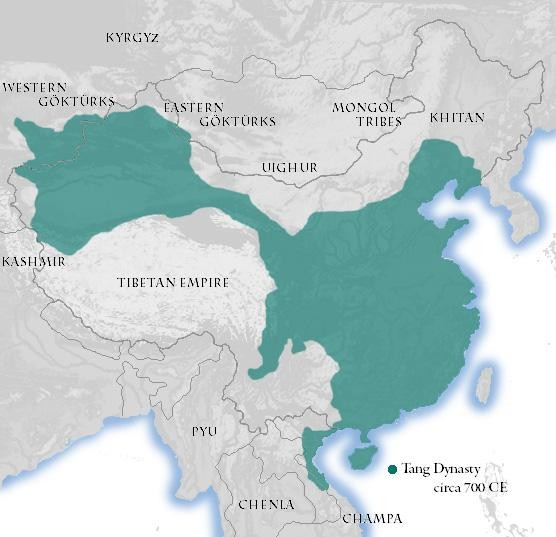 KYRGYZ
WESTERN
GÖKTÜRKS
EASTERN
GÖKTÜRKS
MONGOL
TRIBES
KHITAN
UIGHUR
KASHMIR
TIBETAN EMPIRE
PYU
Tang Dynasty
circa 700 CE
CHENLA
CHAMPA